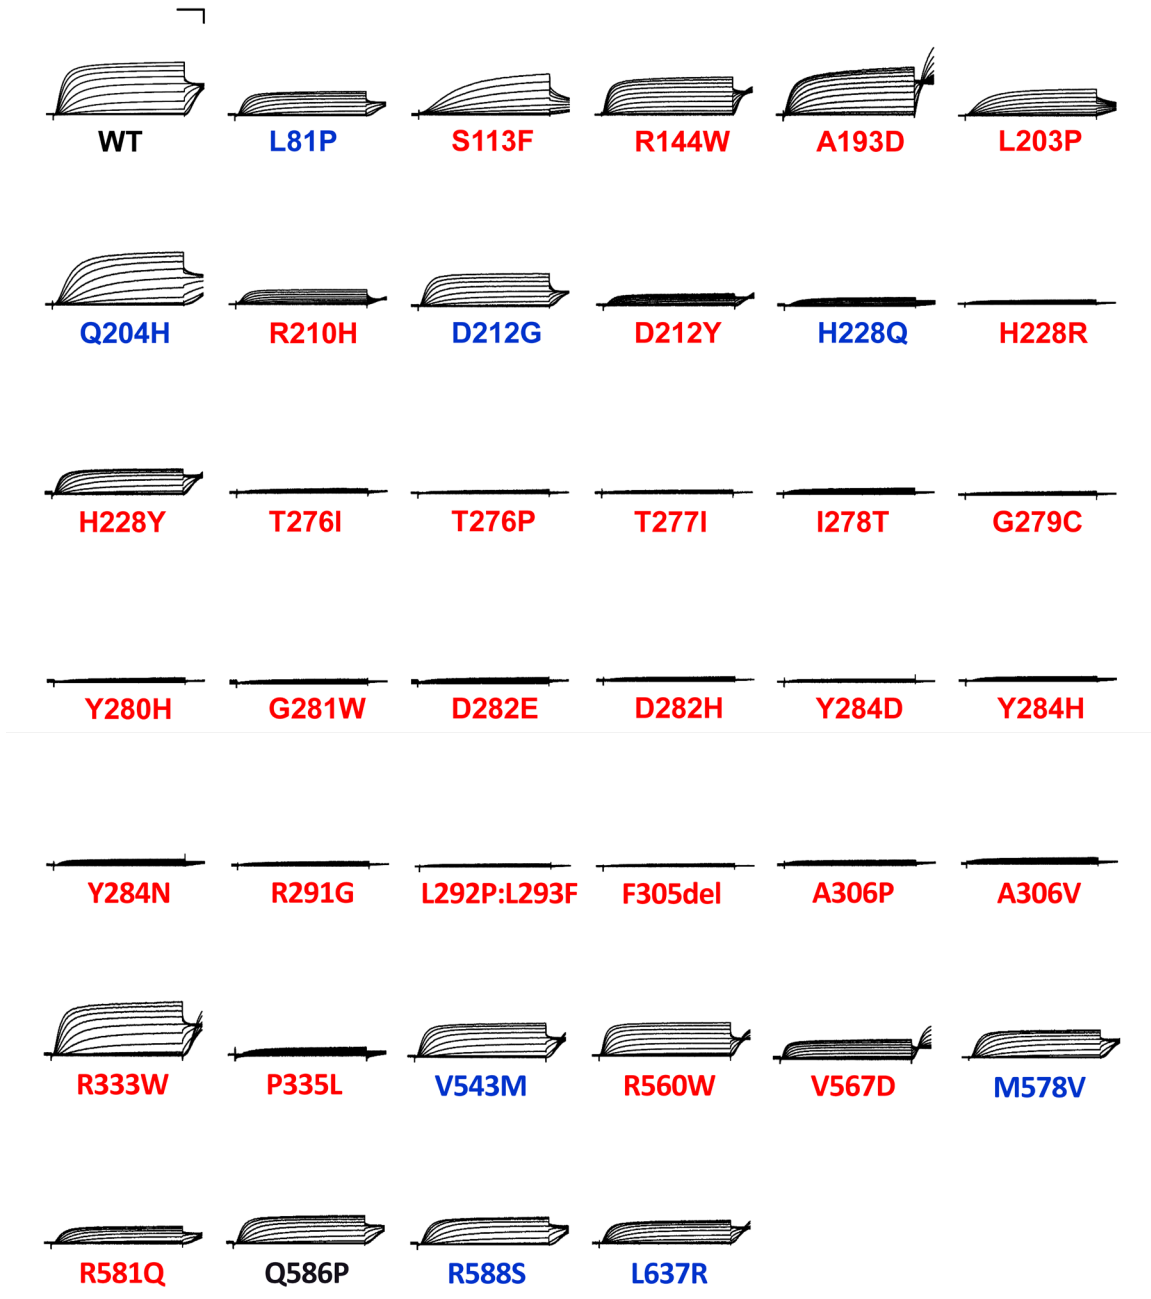 WT L81P S113F R144W A193D L203P
Q204H R210H D212G D212Y H228Q H228R
H228Y T276I T276P T277I I278T G279C
Y280H G281W D282E D282H Y284D Y284H
Y284N R291G L292P:L293F F305del A306P A306V
R333W P335L V543M R560W V567D M578V
R581Q Q586P R588S L637R